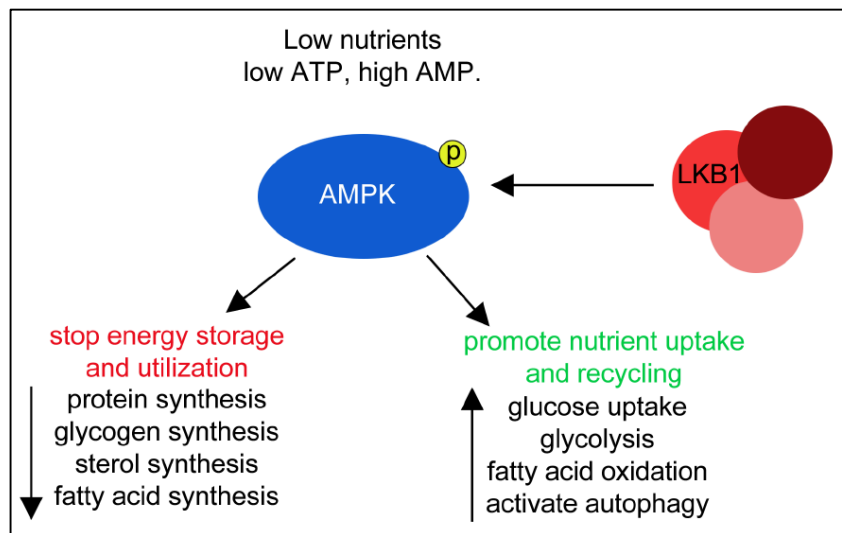 Low nutrients
low ATP, high AMP.
p
AMPK
LKB1
stop energy storage
and utilization
protein synthesis
glycogen synthesis
sterol synthesis
fatty acid synthesis
promote nutrient uptake
and recycling
glucose uptake
glycolysis
fatty acid oxidation
activate autophagy